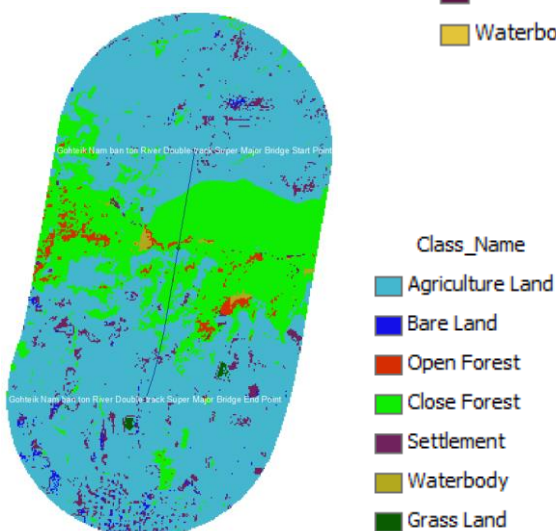 Waterbo
Gohteik Nam ban ton River Double track Super Major Bridge Start Point
Class_Name
Agriculture Land
Bare Land
Open Forest
Close Forest
Gohteik Nam ban ton River Double track Super Major Bridge End Point
Settlement
Waterbody
Grass Land